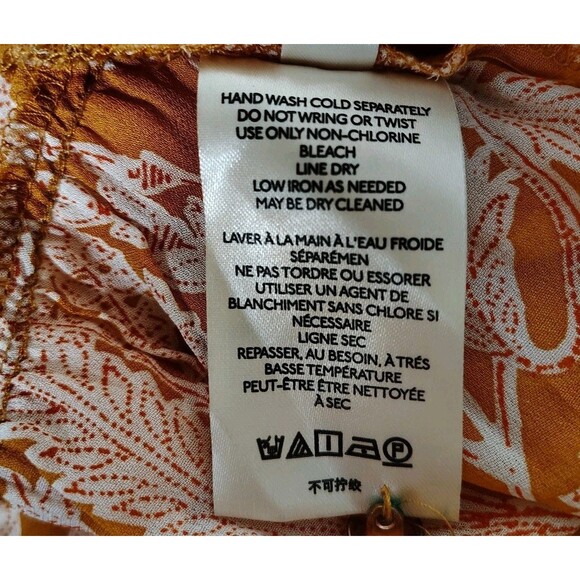 HAND WASH COLD SEPARATELY
DO NOT WRING OR TWIST
USE ONLY NON-CHLORINE
BLEACH
LINE DRY
LOW IRON AS NEEDED
MAY BE DRY CLEANED
LAVER À LA MAIN À L'EAU FROIDE
SÉPARÉMEN
NE PAS TORDRE OU ESSORER
UTILISER UN AGENT DE
BLANCHIMENT SANS CHLORE SI
NÉCESSAIRE
LIGNE SEC
REPASSER, AU BESOIN, À TRÉS
BASSE TEMPÉRATURE
PEUT-ÊTRE ÊTRE NETTOYÉE
À SEC
P
不可拧绞